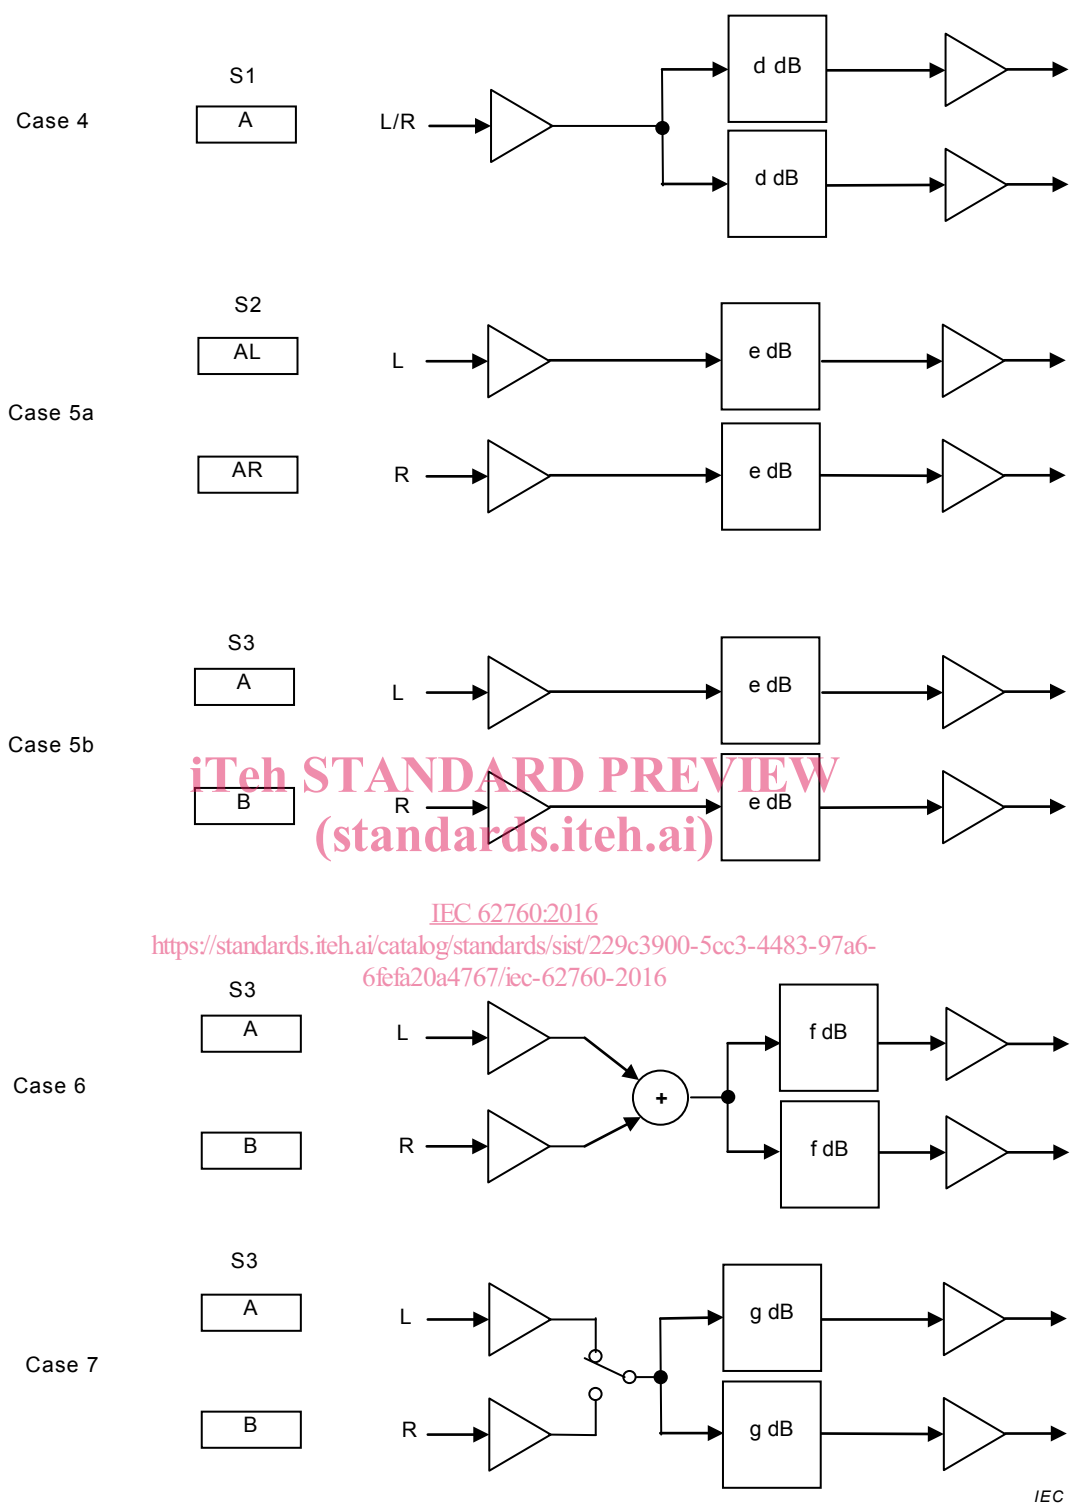 S1
Case 4
A
L/R
d dB
d dB
S2
AL
L
e dB
Case 5a
AR
R
e dB
S3
A
L
e dB
Case 5b
iTeh STANDARD PREVIEW
B
R
e dB
(standards.iteh.ai)
IEC 62760:2016
https://standards.iteh.ai/catalog/standards/sist/229c3900-5cc3-4483-97a6-
6fefa20a4767/iec-62760-2016
S3
A
L
f dB
Case 6
+
B
R
f dB
S3
A
L
g dB
Case 7
B
R
g dB
IEC